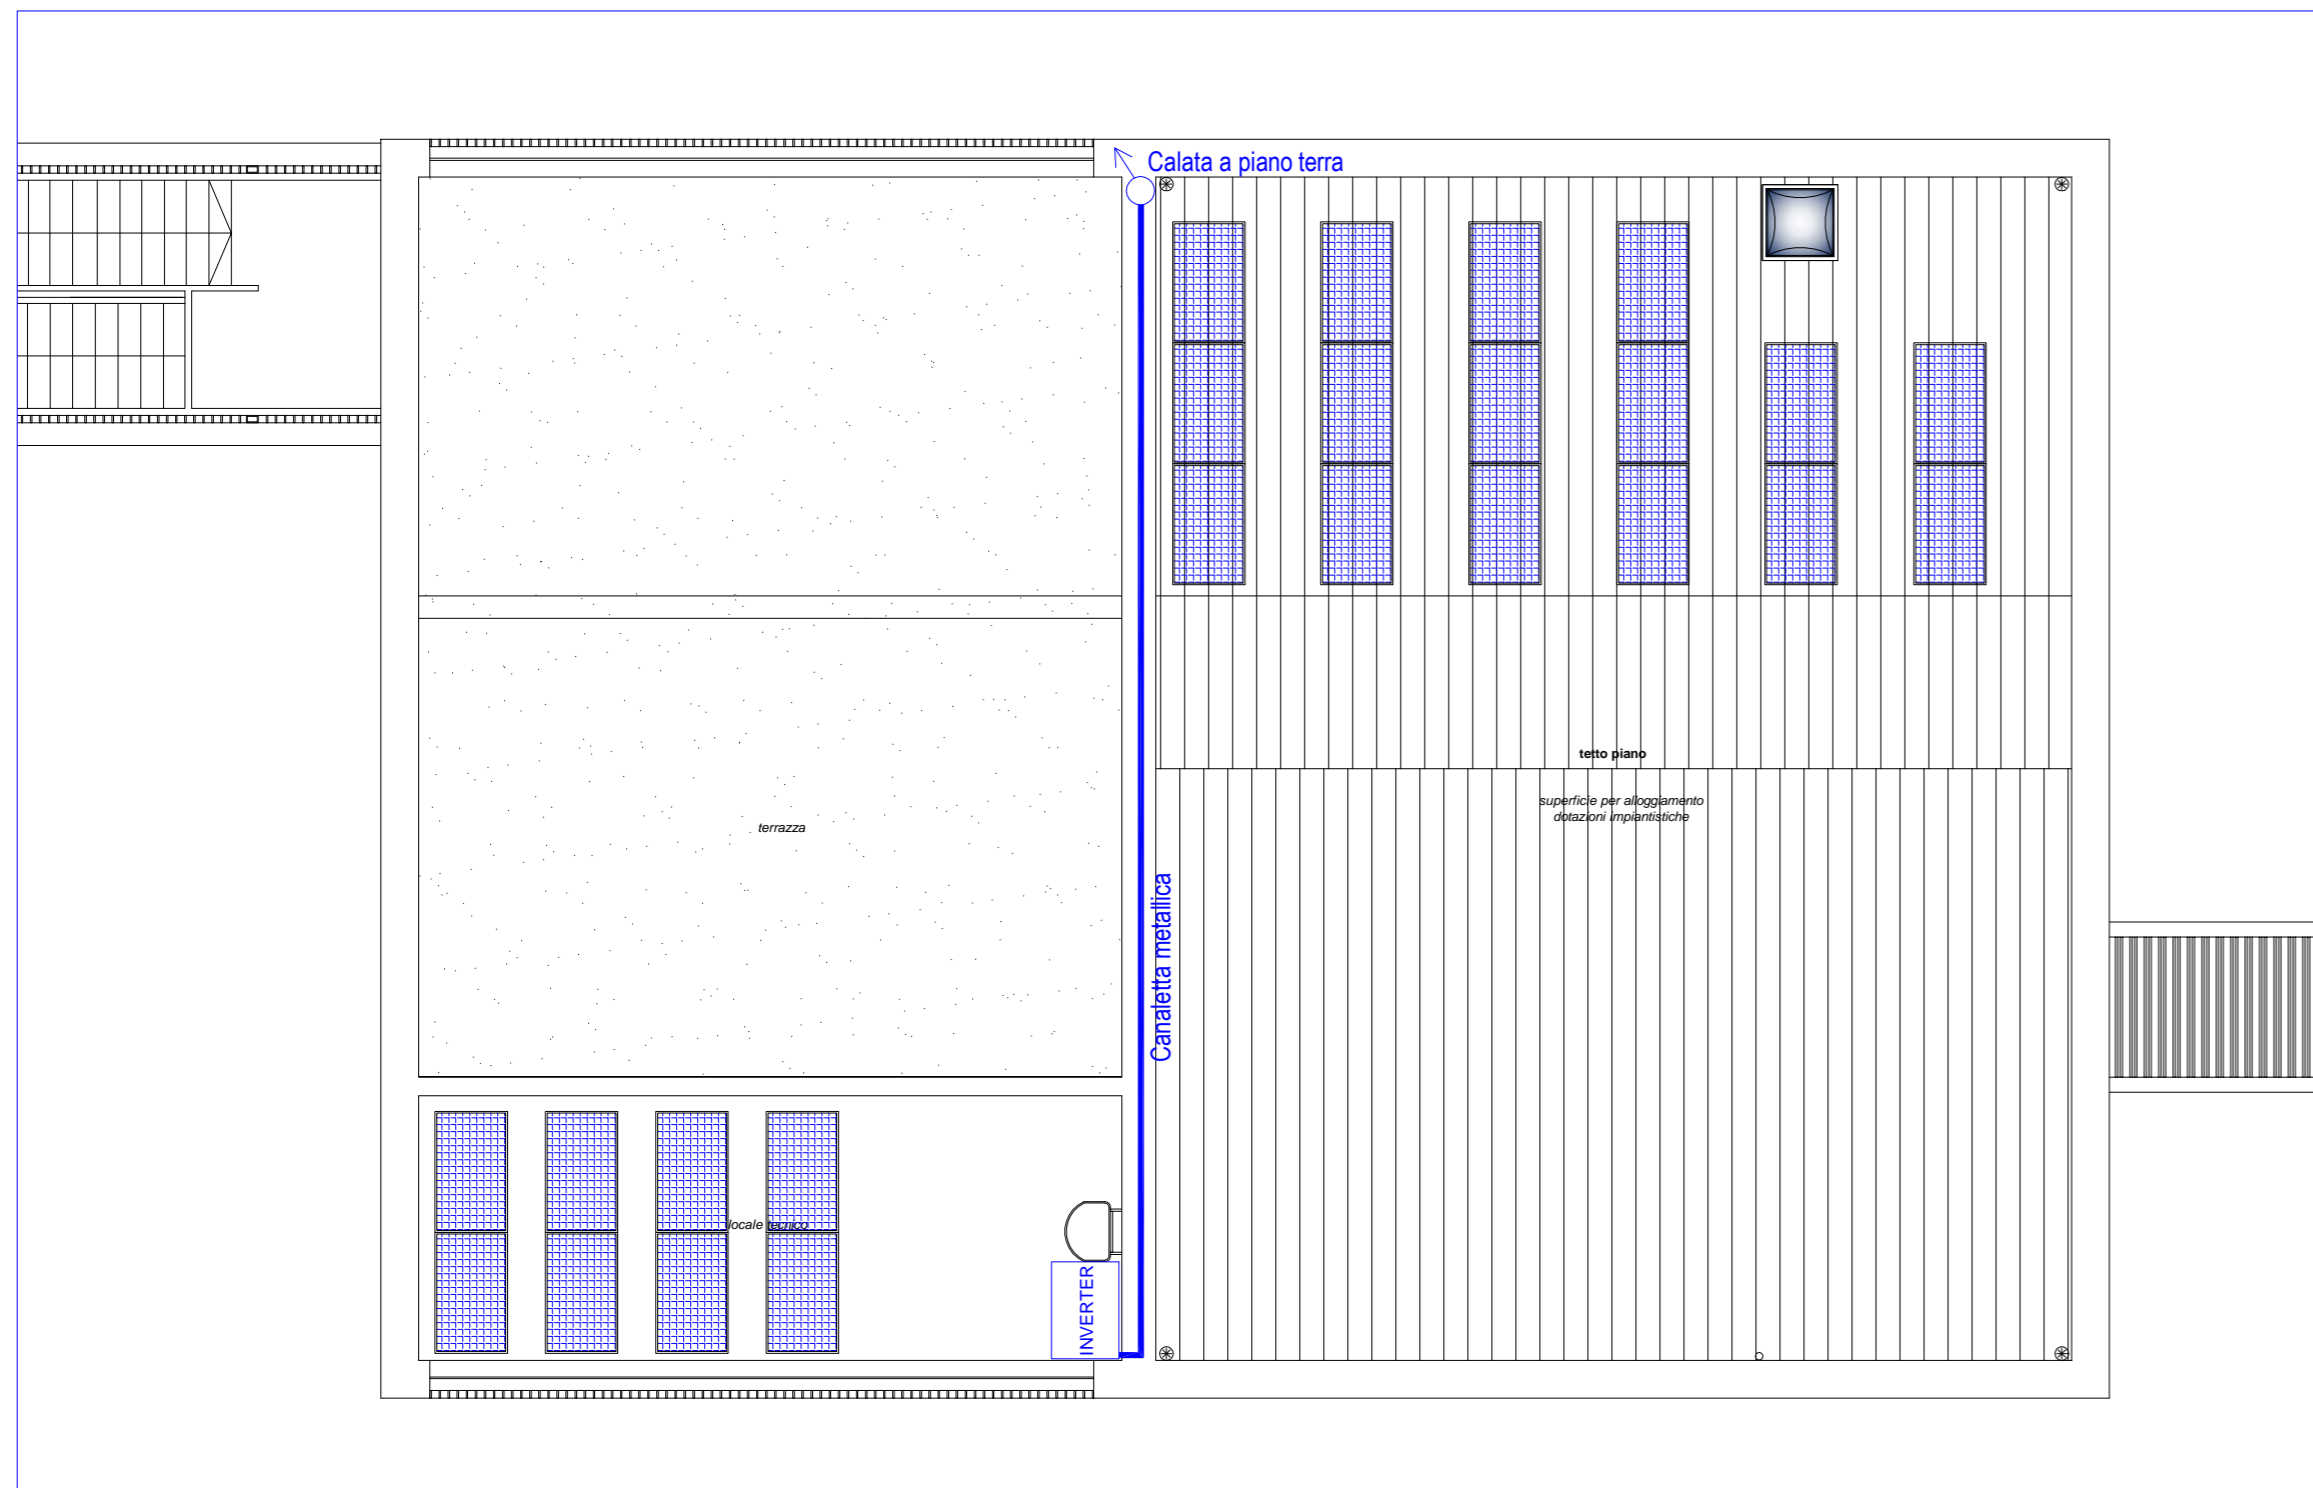 Calata a piano terra
tetto piano
superficie per alloggiamento
dotazioni impiantistiche
terrazza
Canaletta metallica
locale tecnico
INVERTER